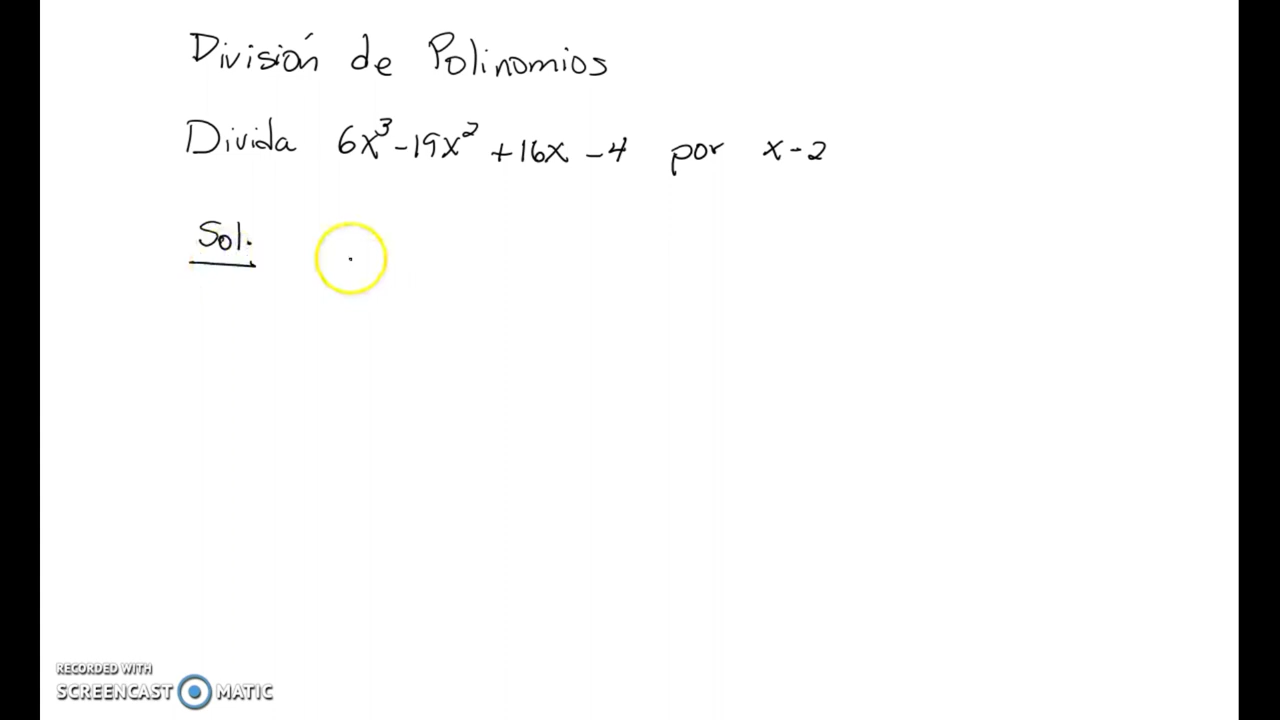 División de Polinomios
Divida 6x³-19x² +16x -4 por x-2
Sol.
RECORDED WITH
SCREENCAST MATIC